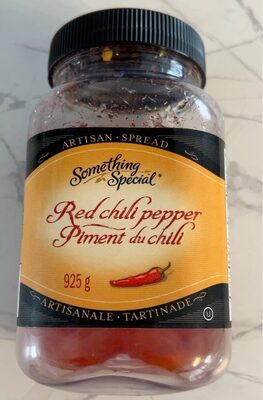 ARTISAN • SPREAD
Something
Special®
Red chili pepper
Piment du chili
925 g
ARTISANALE • TARTINADE
U